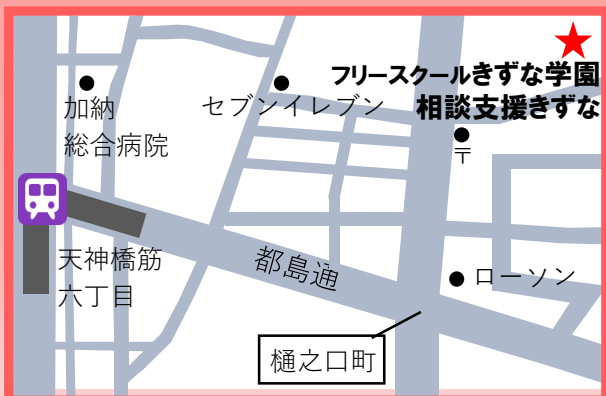 フリースクールきずな学園
相談支援きずな
加納
総合病院
セブンイレブン
〒
天神橋筋
六丁目
都島通
ローソン
樋之口町